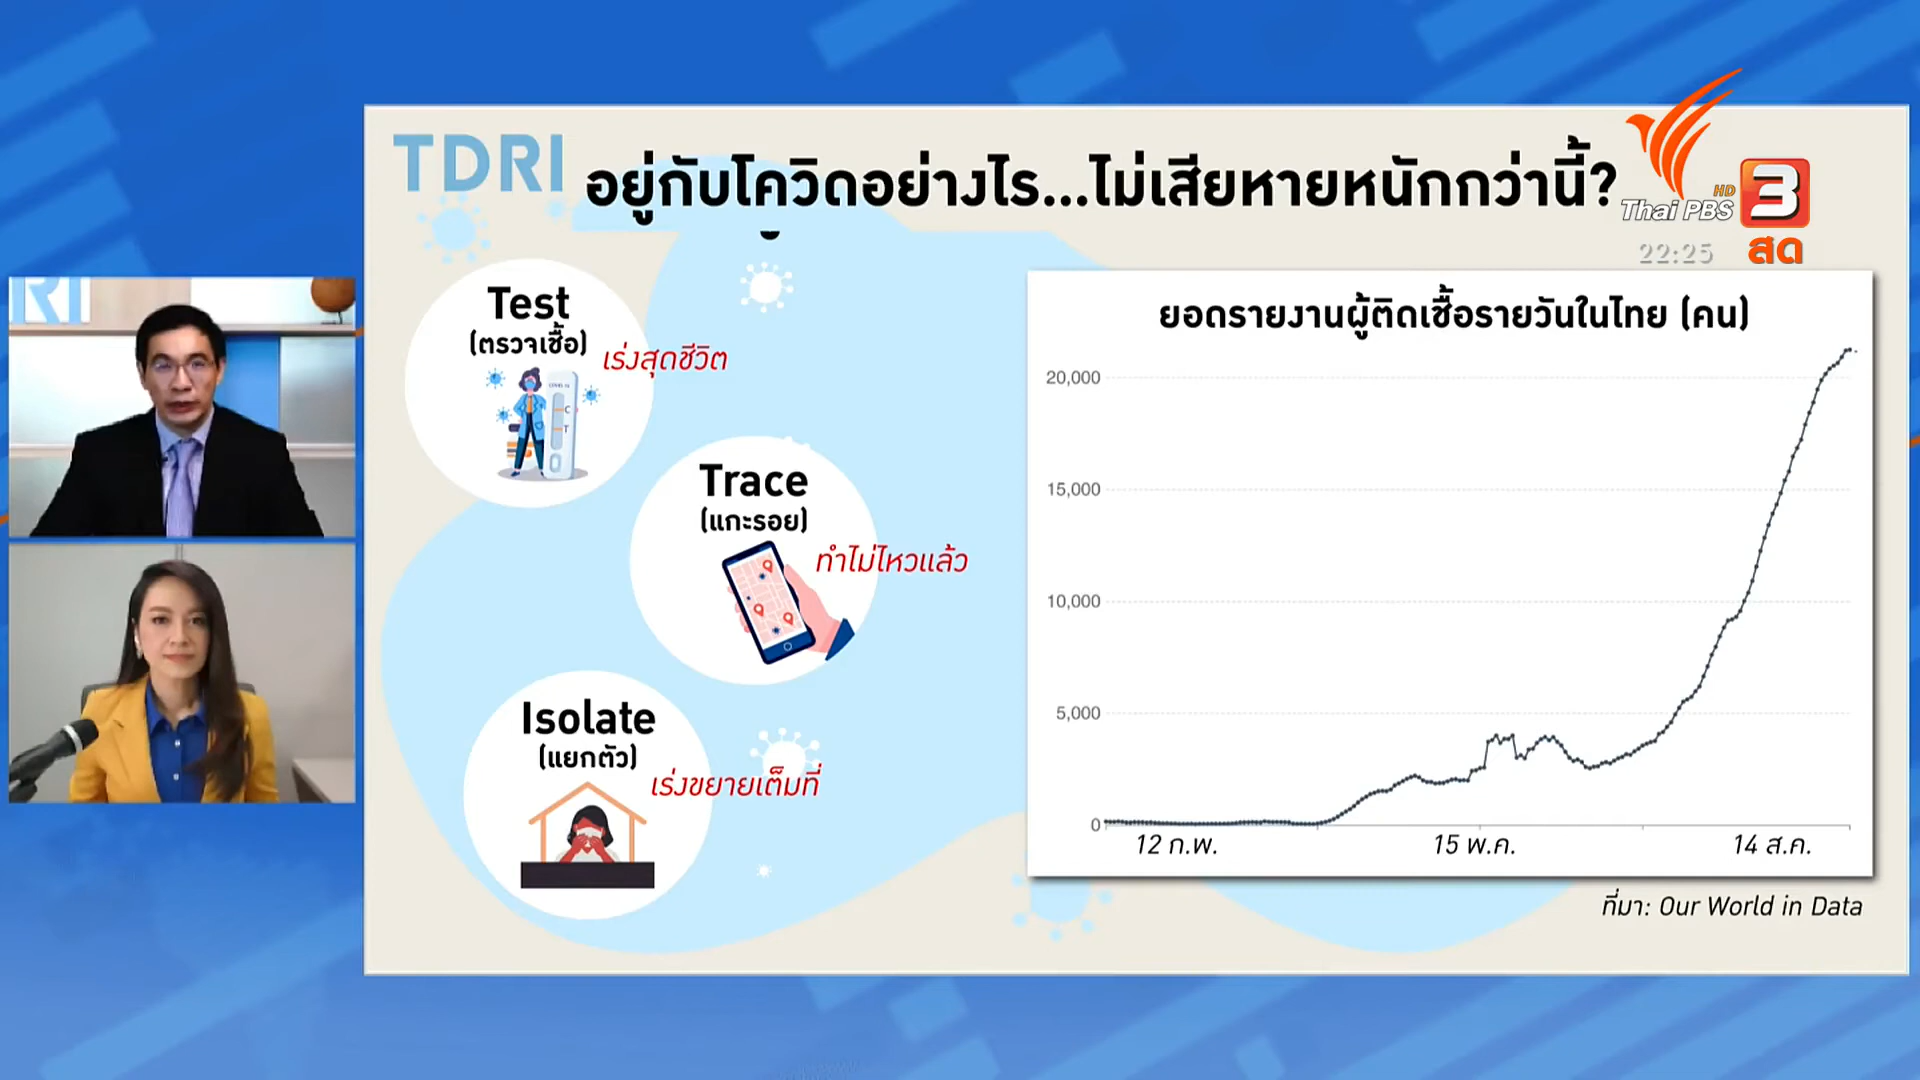 TDRI
อยู่กับโควิดอย่างไร...ไม่เสียหายหนักกว่านี้?
HD
Thai PBS
3
22:25
สด
Test
(ตรวจเชื้อ)
เร่งสุดชีวิต
COVID-19
C
T
Trace
(แกะรอย)
ทำไม่ไหวแล้ว
Isolate
(แยกตัว)
เร่งขยายเต็มที่
ยอดรายงานผู้ติดเชื้อรายวันในไทย (คน)
20,000
15,000
10,000
5,000
0
12 ก.พ.
15 พ.ค.
14 ส.ค.
ที่มา: Our World in Data